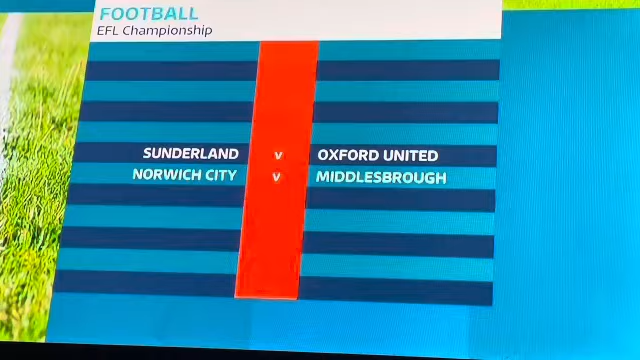 FOOTBALL
EFL Championship
SUNDERLAND v OXFORD UNITED
NORWICH CITY v MIDDLESBROUGH